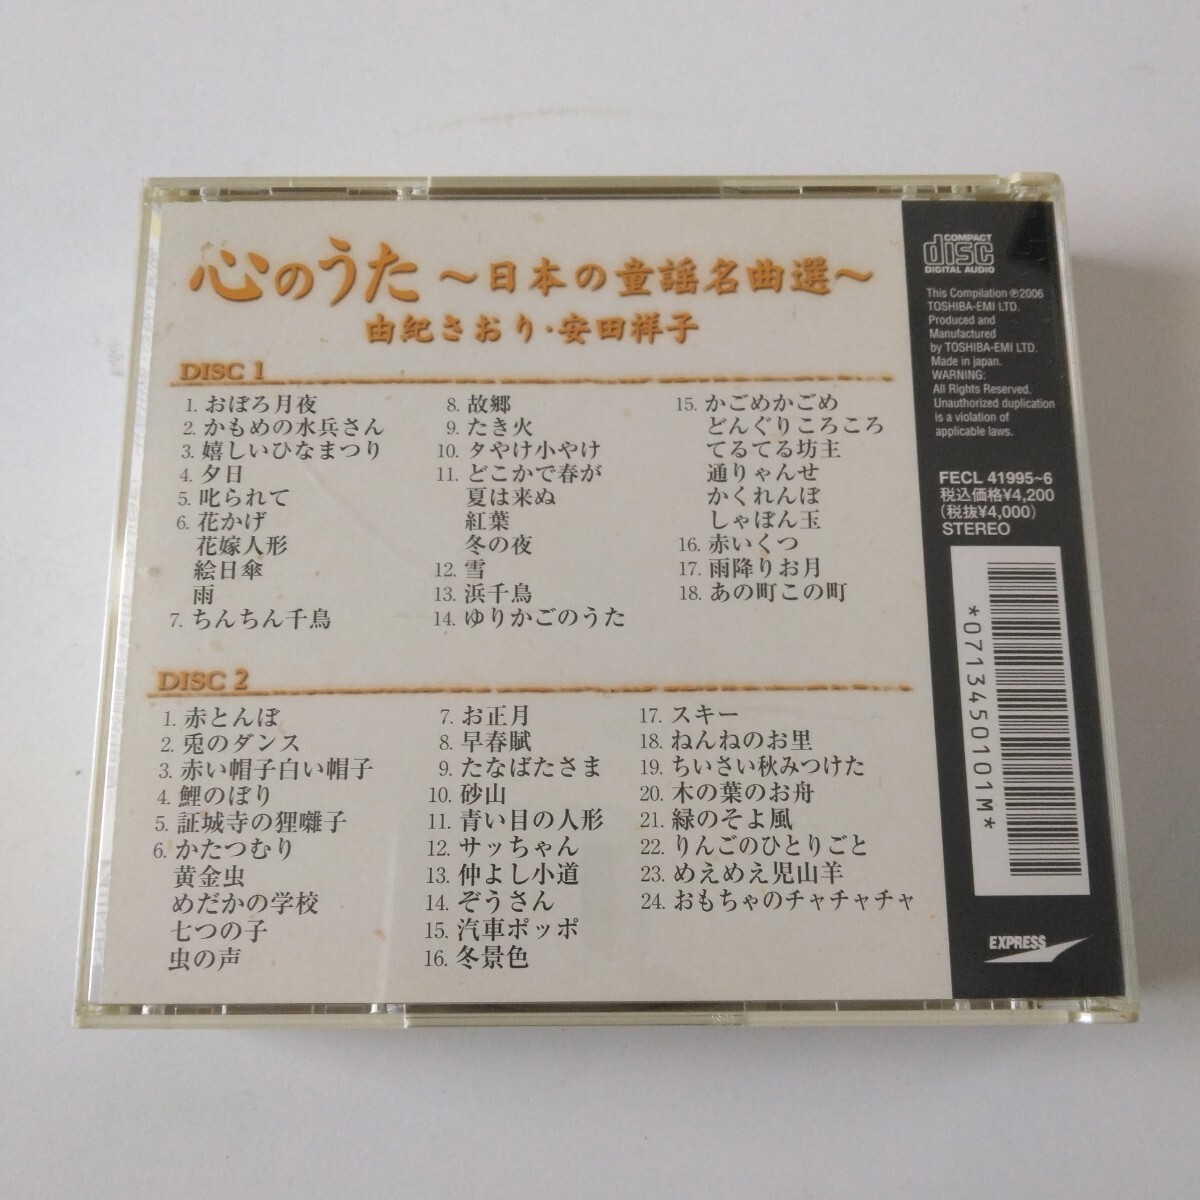 心のうた ～日本の童謡名曲選～
由紀さおり・安田祥子
DISC 1
1. おぼろ月夜
2. かもめの水兵さん
3. 嬉しいひなまつり
4. 夕日
5. 叱られて
6. 花かげ
花嫁人形
絵日傘
雨
7. ちんちん千鳥
8. 故郷
9. たき火
10. 夕やけ小やけ
11. どこかで春が
夏は来ぬ
紅葉
冬の夜
12. 雪
13. 浜千鳥
14. ゆりかごのうた
15. かごめかごめ
どんぐりころころ
てるてる坊主
通りゃんせ
かくれんぼ
しゃぼん玉
16. 赤いくつ
17. 雨降りお月
18. あの町この町
DISC 2
1. 赤とんぼ
2. 兎のダンス
3. 赤い帽子白い帽子
4. 鯉のぼり
5. 証城寺の狸囃子
6. かたつむり
黄金虫
めだかの学校
七つの子
虫の声
7. お正月
8. 早春賦
9. たなばたさま
10. 砂山
11. 青い目の人形
12. サッちゃん
13. 仲よし小道
14. ぞうさん
15. 汽車ポッポ
16. 冬景色
17. スキー
18. ねんねのお里
19. ちいさい秋みつけた
20. 木の葉のお舟
21. 緑のそよ風
22. りんごのひとりごと
23. めえめえ児山羊
24. おもちゃのチャチャチャ
COMPACT
disc
DIGITAL AUDIO
This Compilation ℗2006
TOSHIBA-EMI LTD.
Produced and
Manufactured
by TOSHIBA-EMI LTD.
Made in japan.
WARNING:
All Rights Reserved.
Unauthorized duplication
is a violation of
applicable laws.
FECL 41995~6
税込価格¥4,200
(税抜¥4,000)
STEREO
*0713450101M*
EXPRESS